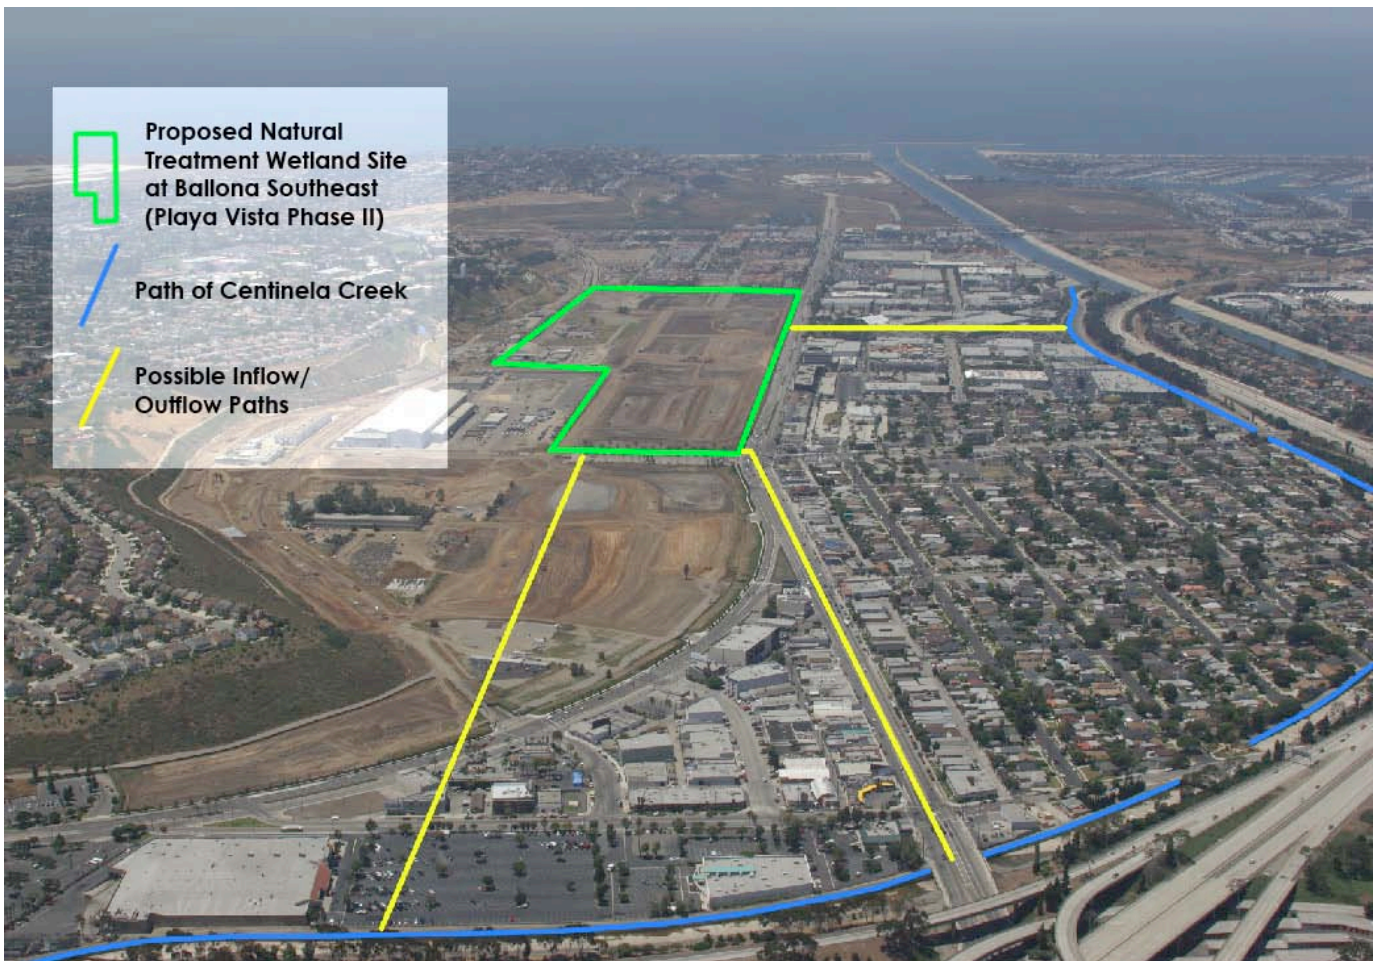 Proposed Natural
Treatment Wetland Site
at Ballona Southeast
(Playa Vista Phase II)
Path of Centinela Creek
Possible Inflow/
Outflow Paths